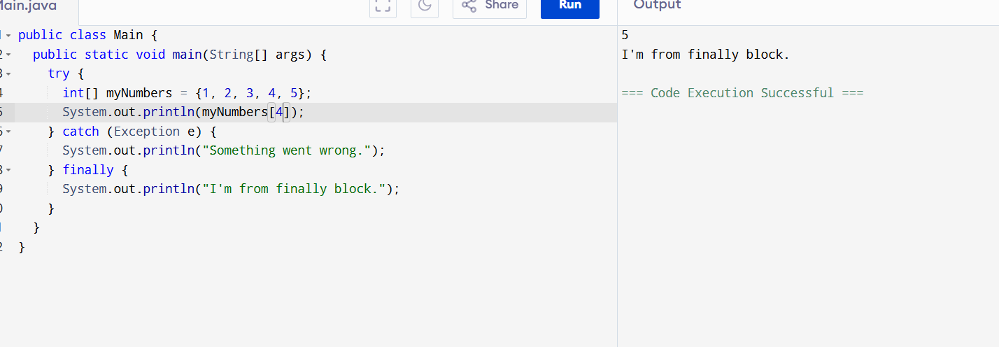 Main.java
Share
Run
Output
public class Main {
public static void main(String[] args) {
try {
int[] myNumbers = {1, 2, 3, 4, 5};
System.out.println(myNumbers[4]);
} catch (Exception e) {
System.out.println("Something went wrong.");
} finally {
System.out.println("I'm from finally block.");
}
}
}
5
I'm from finally block.
=== Code Execution Successful ===